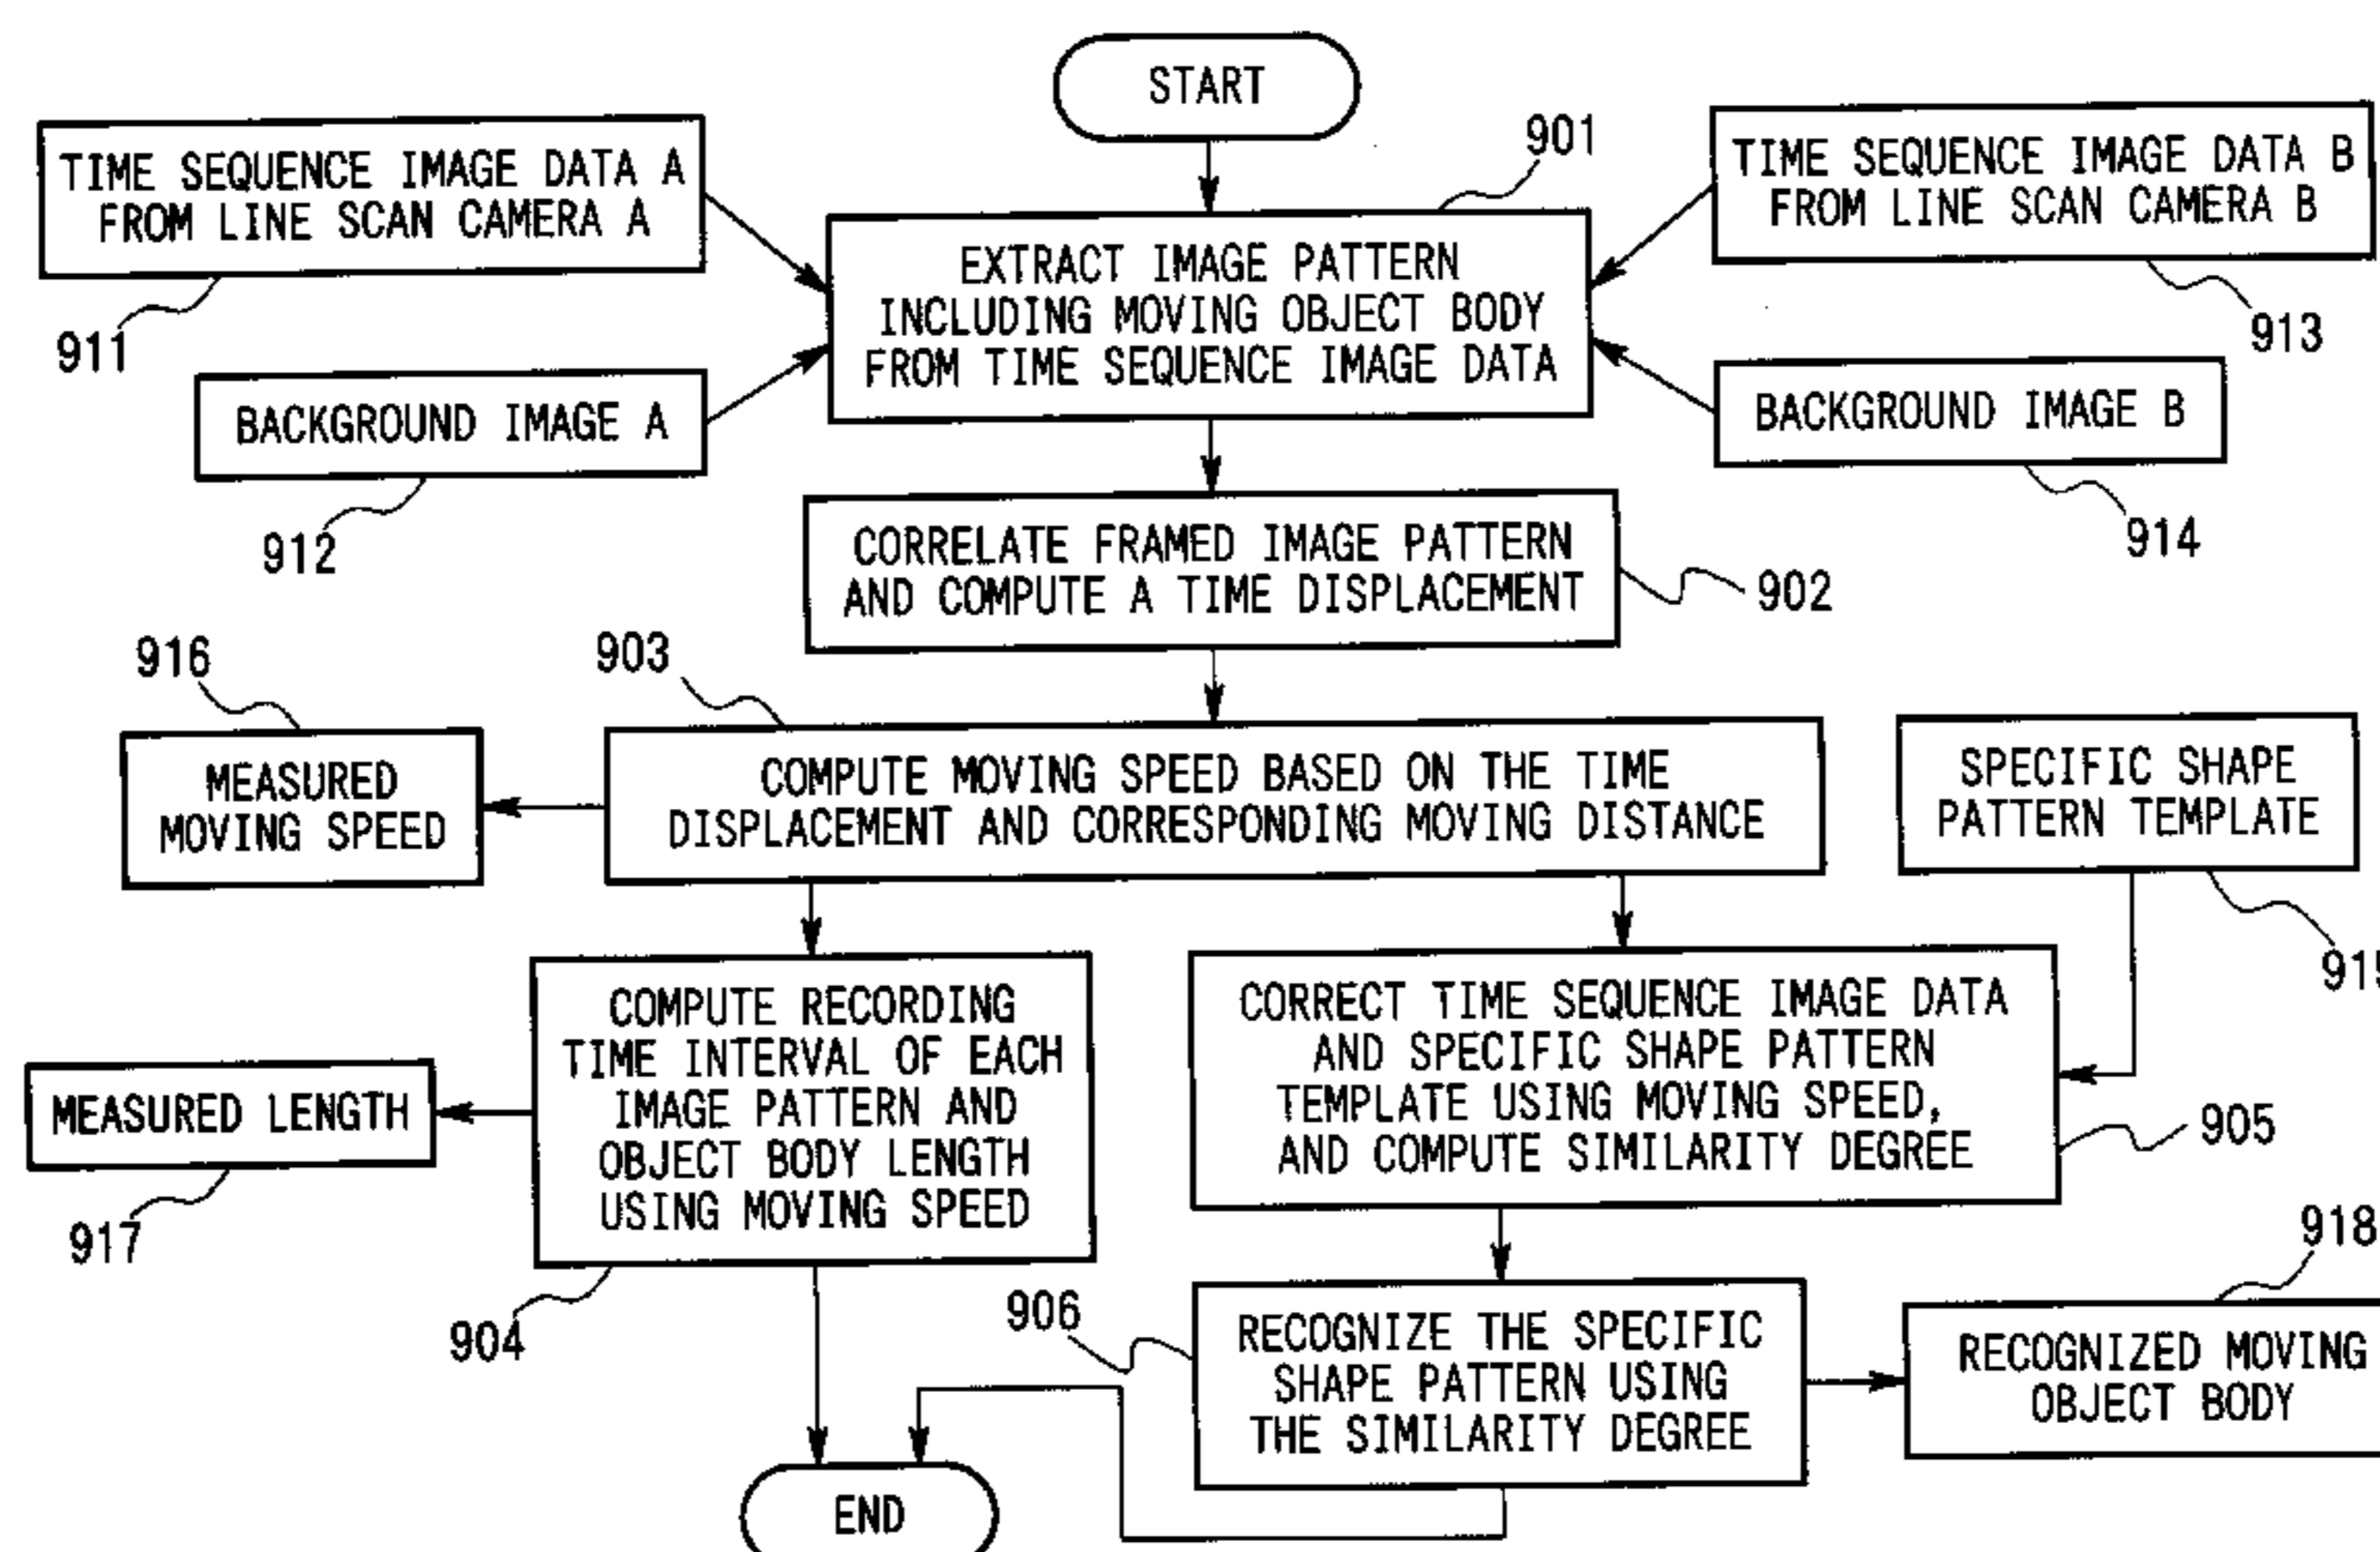 START
901
TIME SEQUENCE IMAGE DATA A
FROM LINE SCAN CAMERA A
911
TIME SEQUENCE IMAGE DATA B
FROM LINE SCAN CAMERA B
913
EXTRACT IMAGE PATTERN
INCLUDING MOVING OBJECT BODY
FROM TIME SEQUENCE IMAGE DATA
BACKGROUND IMAGE A
912
BACKGROUND IMAGE B
914
CORRELATE FRAMED IMAGE PATTERN
AND COMPUTE A TIME DISPLACEMENT
902
916
903
MEASURED
MOVING SPEED
COMPUTE MOVING SPEED BASED ON THE TIME
DISPLACEMENT AND CORRESPONDING MOVING DISTANCE
SPECIFIC SHAPE
PATTERN TEMPLATE
915
COMPUTE RECORDING
TIME INTERVAL OF EACH
IMAGE PATTERN AND
OBJECT BODY LENGTH
USING MOVING SPEED
904
CORRECT TIME SEQUENCE IMAGE DATA
AND SPECIFIC SHAPE PATTERN
TEMPLATE USING MOVING SPEED,
AND COMPUTE SIMILARITY DEGREE
905
MEASURED LENGTH
917
906
RECOGNIZE THE SPECIFIC
SHAPE PATTERN USING
THE SIMILARITY DEGREE
918
RECOGNIZED MOVING
OBJECT BODY
END